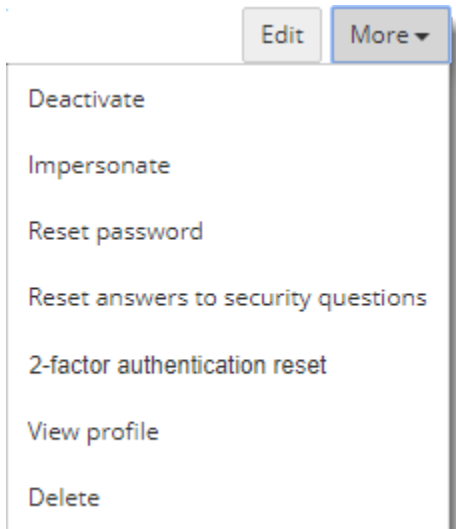 Edit More
Deactivate
Impersonate
Reset password
Reset answers to security questions
2-factor authentication reset
View profile
Delete